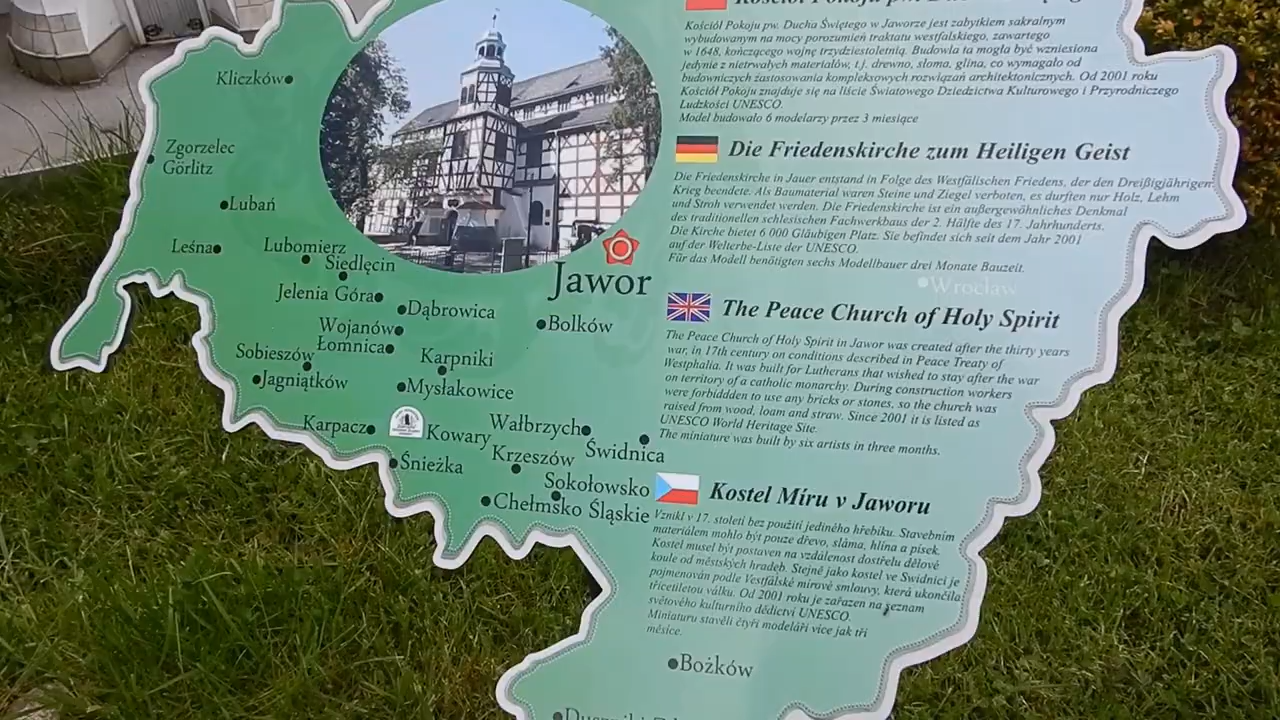 Kościół Pokoju pw.
Kościół Pokoju pw. Ducha Świętego w Jaworze jest zabytkiem sakralnym
wybudowanym na mocy porozumień traktatu westfalskiego, zawartego
w 1648, kończącego wojnę trzydziestoletnią. Budowla ta mogła być wzniesiona
jedynie z nietrwałych materiałów, t.j. drewno, słoma, glina, co wymagało od
budowniczych zastosowania kompleksowych rozwiązań architektonicznych. Od 2001 roku
Kościół Pokoju znajduje się na liście Światowego Dziedzictwa Kulturowego i Przyrodniczego
Ludzkości UNESCO.
Model budowało 6 modelarzy przez 3 miesiące
Die Friedenskirche zum Heiligen Geist
Die Friedenskirche in Jauer entstand in Folge des Westfälischen Friedens, der den Dreißigjährigen
Krieg beendete. Als Baumaterial waren Steine und Ziegel verboten, es durften nur Holz, Lehm
und Stroh verwendet werden. Die Friedenskirche ist ein außergewöhnliches Denkmal
des traditionellen schlesischen Fachwerkbaus der 2. Hälfte des 17. Jahrhunderts.
Die Kirche bietet 6 000 Gläubigen Platz. Sie befindet sich seit dem Jahr 2001
auf der Welterbe-Liste der UNESCO.
Für das Modell benötigten sechs Modellbauer drei Monate Bauzeit.
Wrocław
The Peace Church of Holy Spirit
The Peace Church of Holy Spirit in Jawor was created after the thirty years
war, in 17th century on conditions described in Peace Treaty of
Westphalia. It was built for Lutherans that wished to stay after the war
on territory of a catholic monarchy. During construction workers
were forbidden to use any bricks or stones, so the church was
raised from wood, loam and straw. Since 2001 it is listed as
UNESCO World Heritage Site.
The miniature was built by six artists in three months.
Kostel Míru v Jaworu
Vznikl v 17. století bez použití jediného hřebíku. Stavebním
materiálem mohlo být pouze dřevo, sláma, hlína a písek.
Kostel musel být postaven na vzdálenost dostřelu dělové
koule od městských hradeb. Stejně jako kostel ve Swidnici je
pojmenován podle Vestfálské mírové smlouvy, která ukončila
třicetiletou válku. Od 2001 roku je zařazen na seznam
světového kulturního dědictví UNESCO.
Miniaturu stavěli čtyři modeláři více jak tři
měsíce.
Kliczków
Zgorzelec
Görlitz
Lubań
Leśna
Lubomierz
Siedlęcin
Jelenia Góra
Dąbrowica
Jawor
Bolków
Wojanów
Łomnica
Sobieszów
Karpniki
Jagniątków
Mysłakowice
Karpacz
Kowary
Wałbrzych
Świdnica
Śnieżka
Krzeszów
Sokołowsko
Chełmsko Śląskie
Bożków